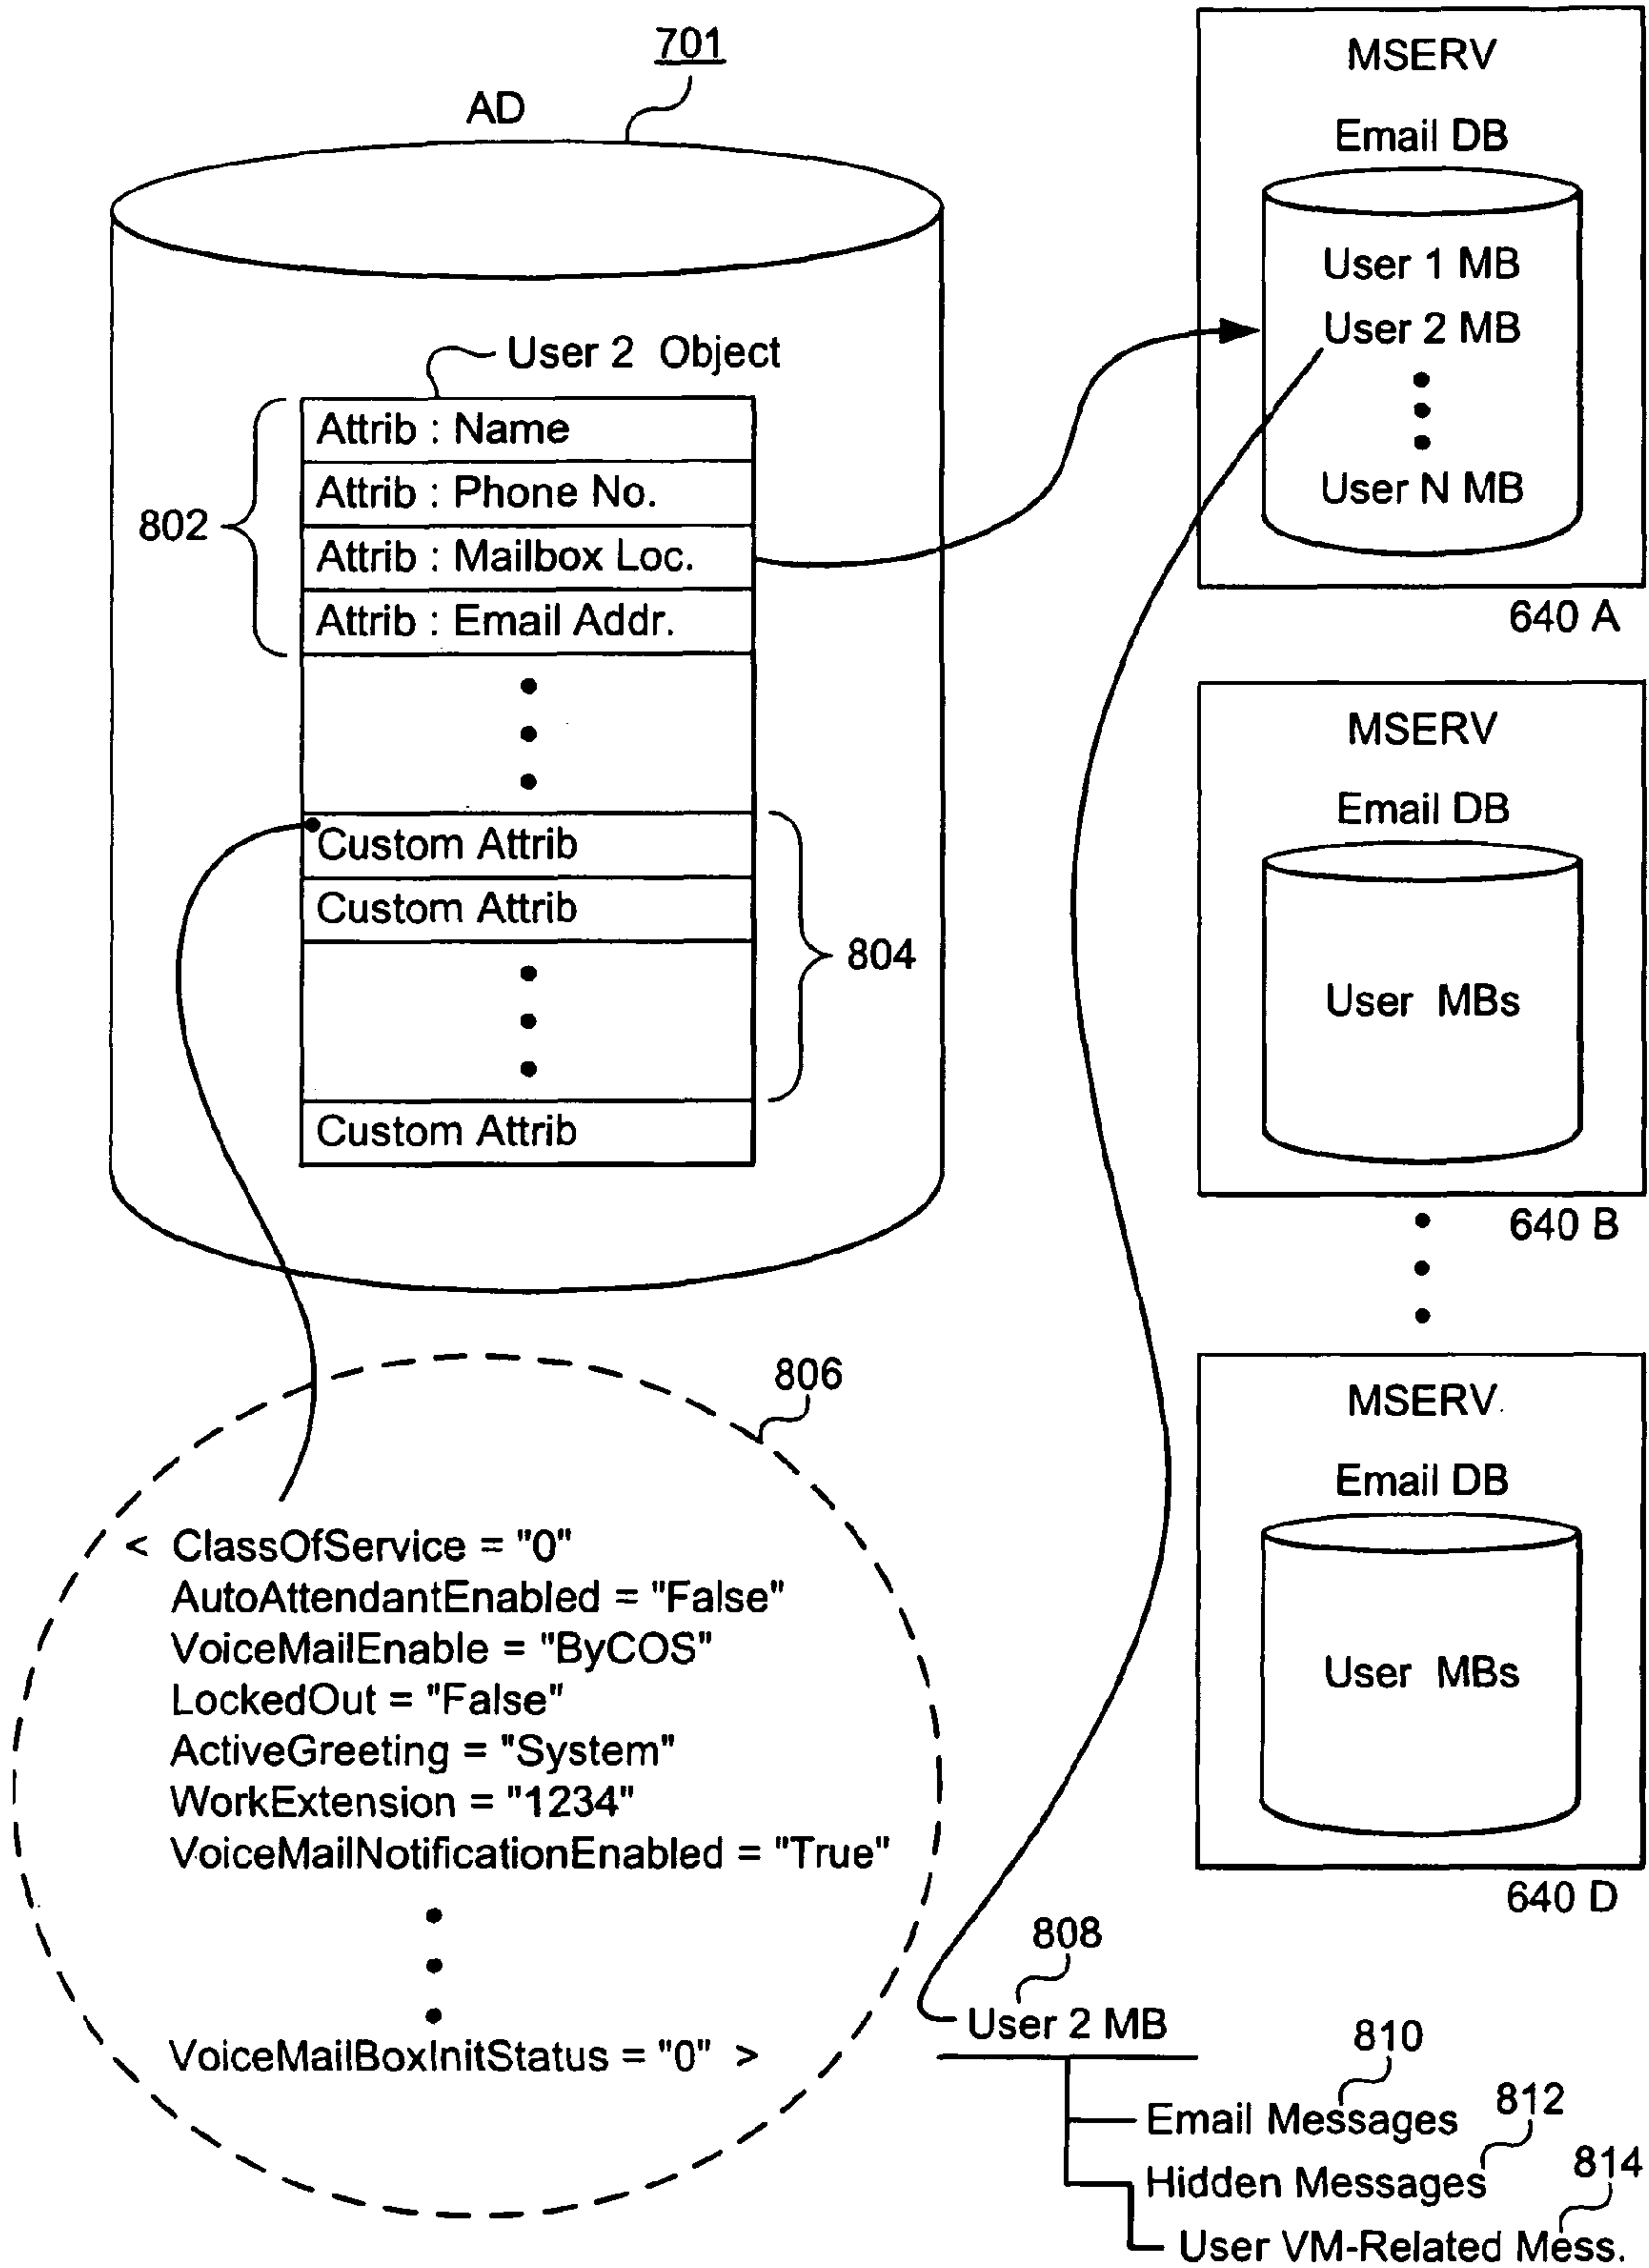 701
AD
User 2 Object
802
Attrib : Name
Attrib : Phone No.
Attrib : Mailbox Loc.
Attrib : Email Addr.
Custom Attrib
Custom Attrib
804
Custom Attrib
MSERV
Email DB
User 1 MB
User 2 MB
User N MB
640 A
MSERV
Email DB
User MBs
640 B
MSERV
Email DB
User MBs
640 D
806
< ClassOfService = "0"
AutoAttendantEnabled = "False"
VoiceMailEnable = "ByCOS"
LockedOut = "False"
ActiveGreeting = "System"
WorkExtension = "1234"
VoiceMailNotificationEnabled = "True"
VoiceMailBoxInitStatus = "0" >
808
User 2 MB
810
Email Messages
812
Hidden Messages
814
User VM-Related Mess.